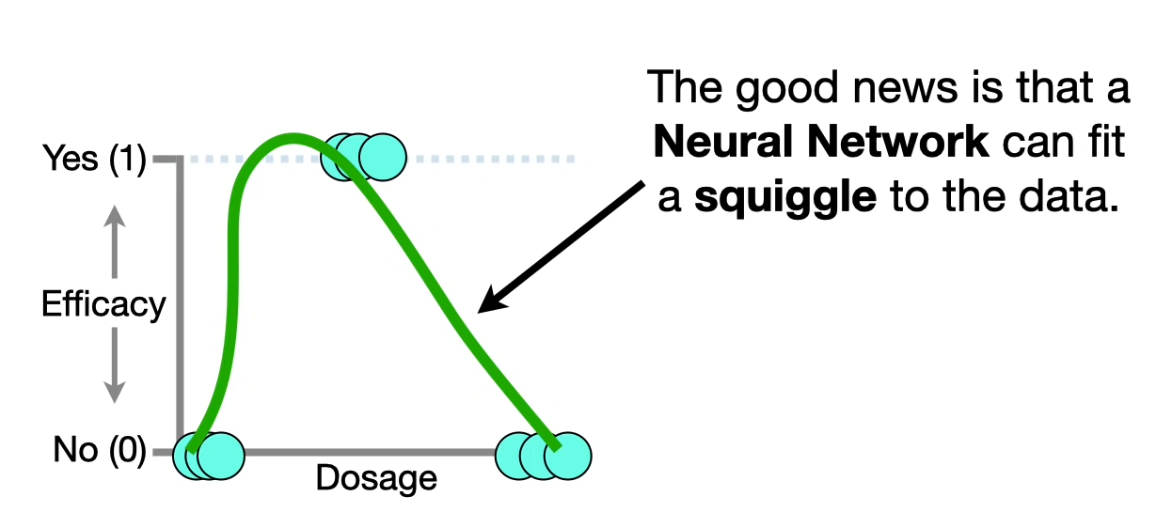 The good news is that a
Neural Network can fit
a squiggle to the data.
Yes (1)
Efficacy
No (0)
Dosage